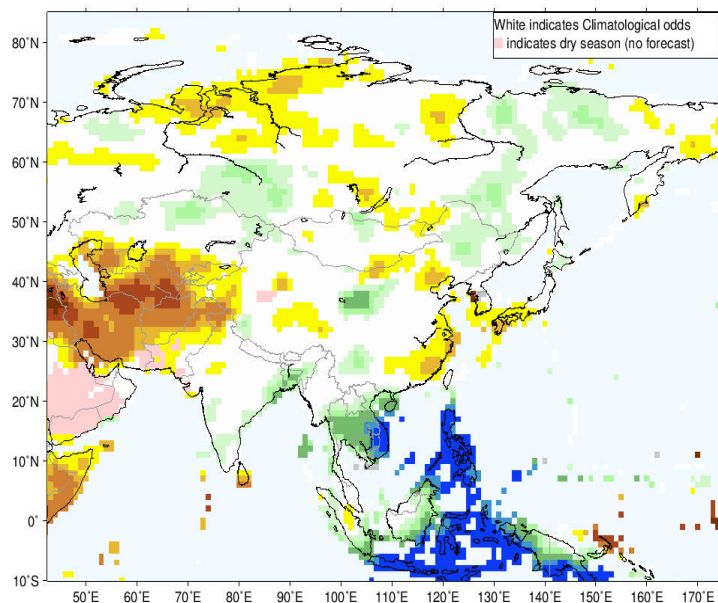 White indicates Climatological odds
indicates dry season (no forecast)
80˚N
70˚N
60˚N
50˚N
40˚N
30˚N
20˚N
10˚N
0˚
10˚S
50˚E 60˚E 70˚E 80˚E 90˚E 100˚E 110˚E 120˚E 130˚E 140˚E 150˚E 160˚E 170˚E